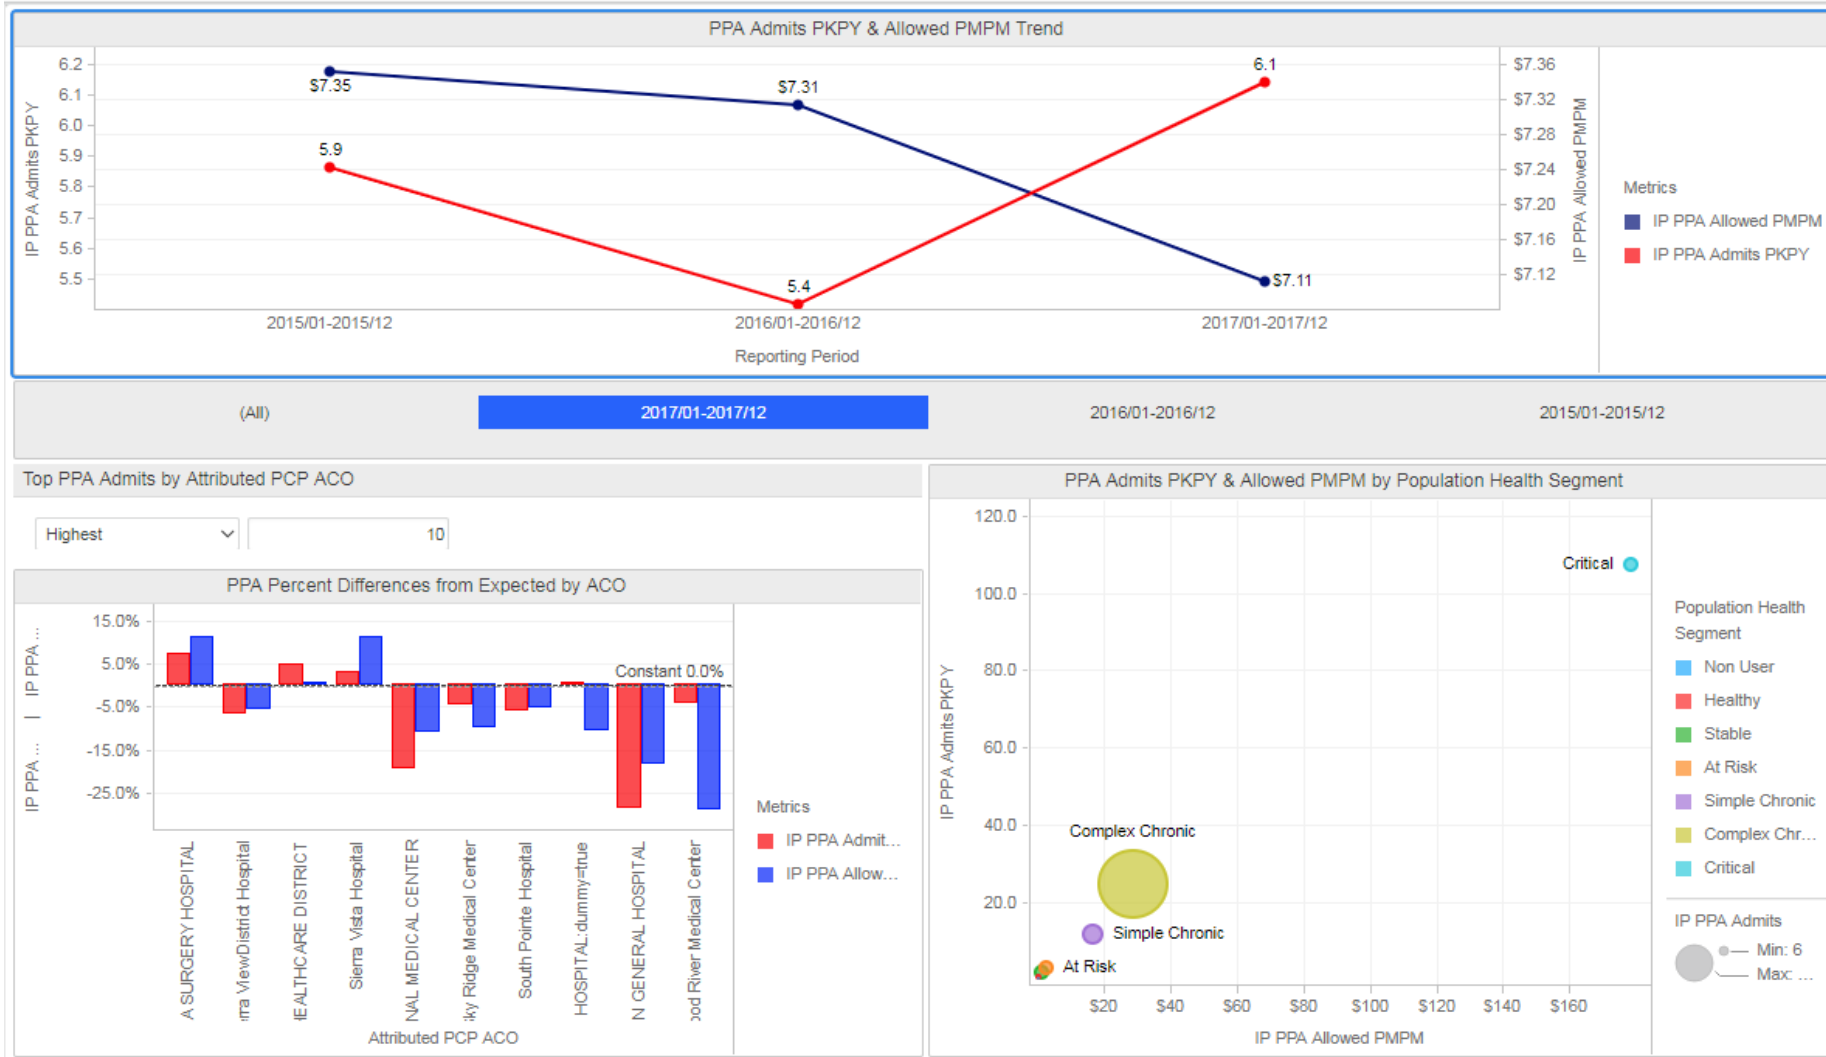 PPA Admits PKPY & Allowed PMPM Trend
IP PPA Admits PKPY
6.2
6.1
6.0
5.9
5.8
5.7
5.6
5.5
$7.35
$7.31
6.1
5.9
5.4
$7.11
$7.36
$7.32
$7.28
$7.24
$7.20
$7.16
$7.12
IP PPA Allowed PMPM
2015/01-2015/12
2016/01-2016/12
2017/01-2017/12
Reporting Period
Metrics
IP PPA Allowed PMPM
IP PPA Admits PKPY
(All)
2017/01-2017/12
2016/01-2016/12
2015/01-2015/12
Top PPA Admits by Attributed PCP ACO
Highest
10
PPA Percent Differences from Expected by ACO
IP PPA ... | IP PPA ...
15.0%
5.0%
-5.0%
-15.0%
-25.0%
Constant 0.0%
A SURGERY HOSPITAL
rra View District Hospital
EALTHCARE DISTRICT
Sierra Vista Hospital
NAL MEDICAL CENTER
ky Ridge Medical Center
South Pointe Hospital
HOSPITAL:dummy=true
N GENERAL HOSPITAL
ood River Medical Center
Attributed PCP ACO
Metrics
IP PPA Admit...
IP PPA Allow...
PPA Admits PKPY & Allowed PMPM by Population Health Segment
IP PPA Admits PKPY
120.0
100.0
80.0
60.0
40.0
20.0
Critical
Complex Chronic
Simple Chronic
At Risk
$20
$40
$60
$80
$100
$120
$140
$160
IP PPA Allowed PMPM
Population Health
Segment
Non User
Healthy
Stable
At Risk
Simple Chronic
Complex Chr...
Critical
IP PPA Admits
Min: 6
Max: ...